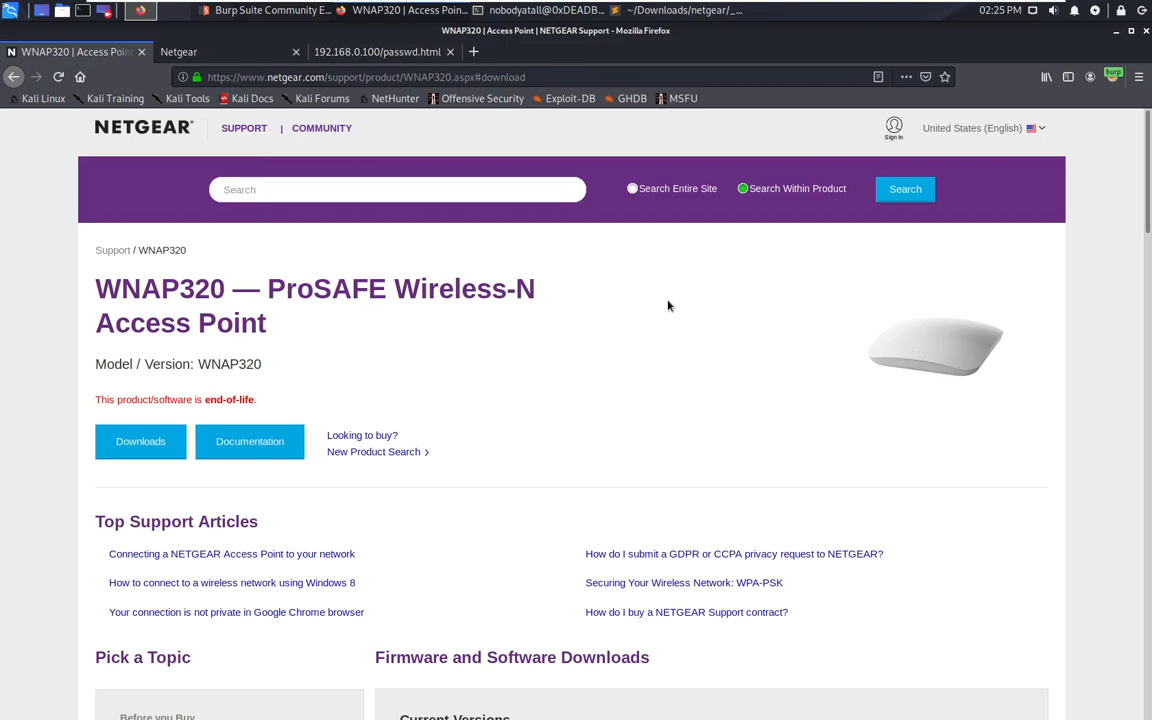 Burp Suite Community E...
WNAP320 | Access Poin...
nobodyatall@0xDEADB...
~/Downloads/netgear/_...
02:25 PM
WNAP320 | Access Point | NETGEAR Support - Mozilla Firefox
WNAP320 | Access Poin
Netgear
192.168.0.100/passwd.html
https://www.netgear.com/support/product/WNAP320.aspx#download
burp
Kali Linux
Kali Training
Kali Tools
Kali Docs
Kali Forums
NetHunter
Offensive Security
Exploit-DB
GHDB
MSFU
NETGEAR
SUPPORT | COMMUNITY
Sign In
United States (English)
Search
Search Entire Site
Search Within Product
Search
Support / WNAP320
WNAP320 — ProSAFE Wireless-N
Access Point
Model / Version: WNAP320
This product/software is end-of-life.
Downloads
Documentation
Looking to buy?
New Product Search
Top Support Articles
Connecting a NETGEAR Access Point to your network
How do I submit a GDPR or CCPA privacy request to NETGEAR?
How to connect to a wireless network using Windows 8
Securing Your Wireless Network: WPA-PSK
Your connection is not private in Google Chrome browser
How do I buy a NETGEAR Support contract?
Pick a Topic
Firmware and Software Downloads
Before you Buy
Current Versions